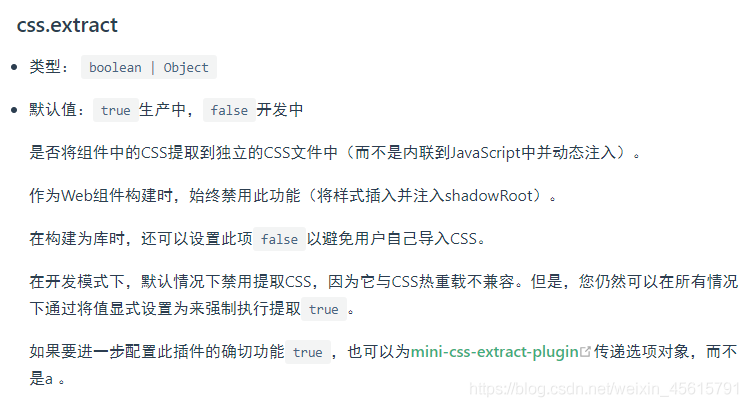 css.extract
类型： boolean | Object
默认值： true 生产中， false 开发中
是否将组件中的CSS提取到独立的CSS文件中（而不是内联到JavaScript中并动态注入）。
作为Web组件构建时，始终禁用此功能（将样式插入并注入shadowRoot）。
在构建为库时，还可以设置此项 false 以避免用户自己导入CSS。
在开发模式下，默认情况下禁用提取CSS，因为它与CSS热重载不兼容。但是，您仍然可以在所有情况
下通过将值显式设置为来强制执行提取 true 。
如果要进一步配置此插件的确切功能 true ，也可以为mini-css-extract-plugin传递选项对象，而不
是a 。
https://blog.csdn.net/weixin_45615791